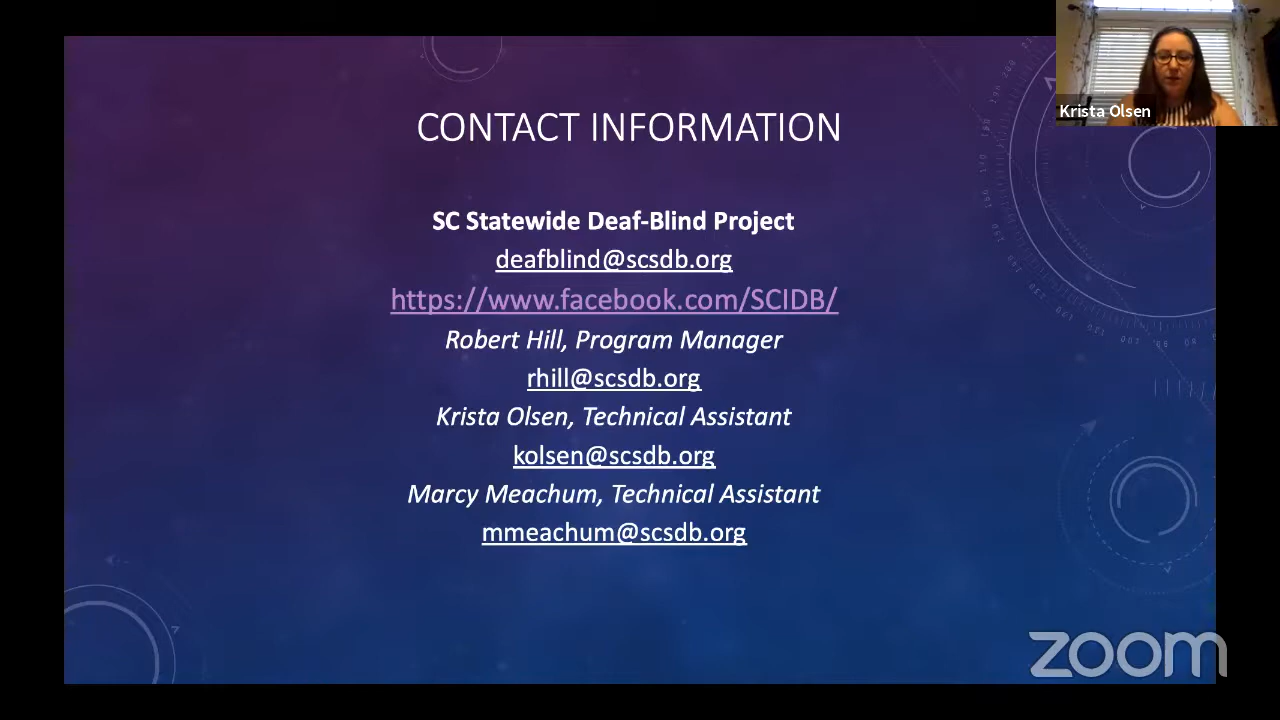 CONTACT INFORMATION
SC Statewide Deaf-Blind Project
deafblind@scsdb.org
https://www.facebook.com/SCIDB/
Robert Hill, Program Manager
rhill@scsdb.org
Krista Olsen, Technical Assistant
kolsen@scsdb.org
Marcy Meachum, Technical Assistant
mmeachum@scsdb.org
Krista Olsen
zoom